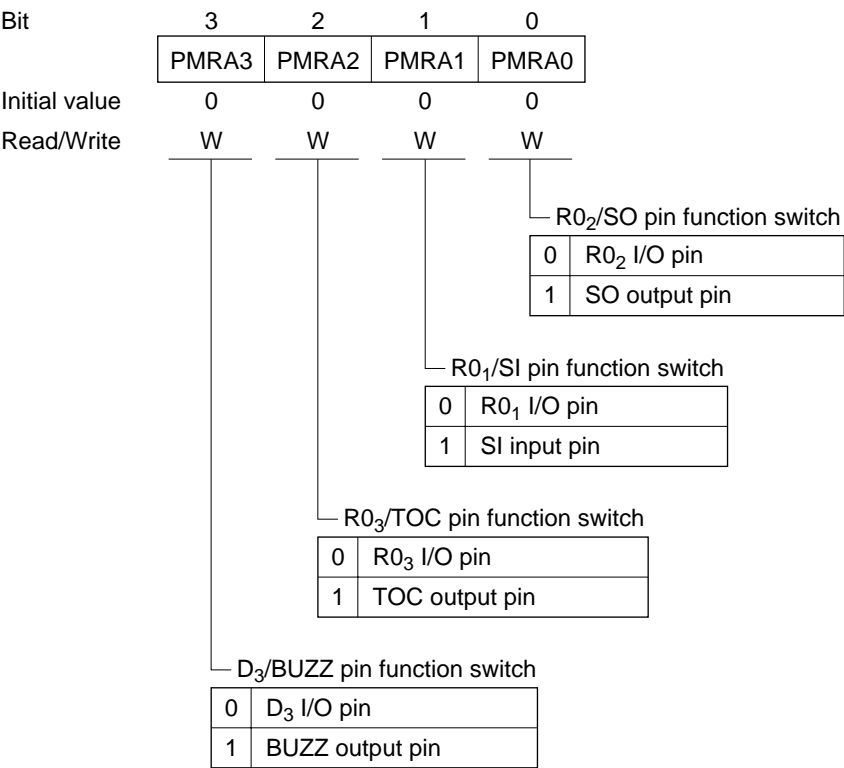 Bit 3 2 1 0
PMRA3 PMRA2 PMRA1 PMRA0
Initial value 0 0 0 0
Read/Write W W W W
R0₂/SO pin function switch
0 R0₂ I/O pin
1 SO output pin
R0₁/SI pin function switch
0 R0₁ I/O pin
1 SI input pin
R0₃/TOC pin function switch
0 R0₃ I/O pin
1 TOC output pin
D₃/BUZZ pin function switch
0 D₃ I/O pin
1 BUZZ output pin